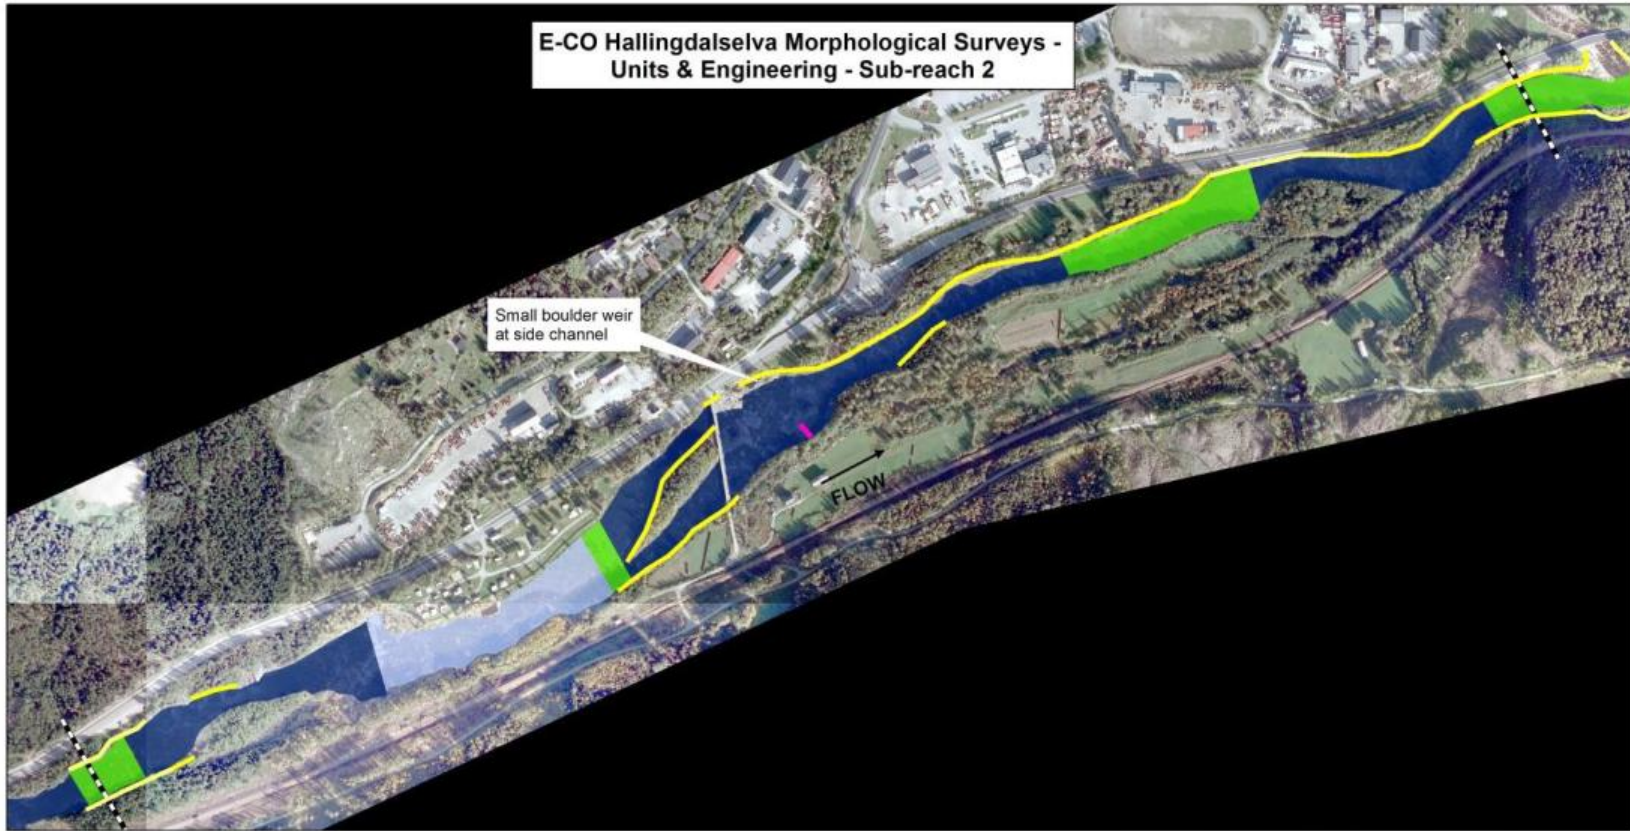 E-CO Hallingdalselva Morphological Surveys -
Units & Engineering - Sub-reach 2
Small boulder weir
at side channel
FLOW